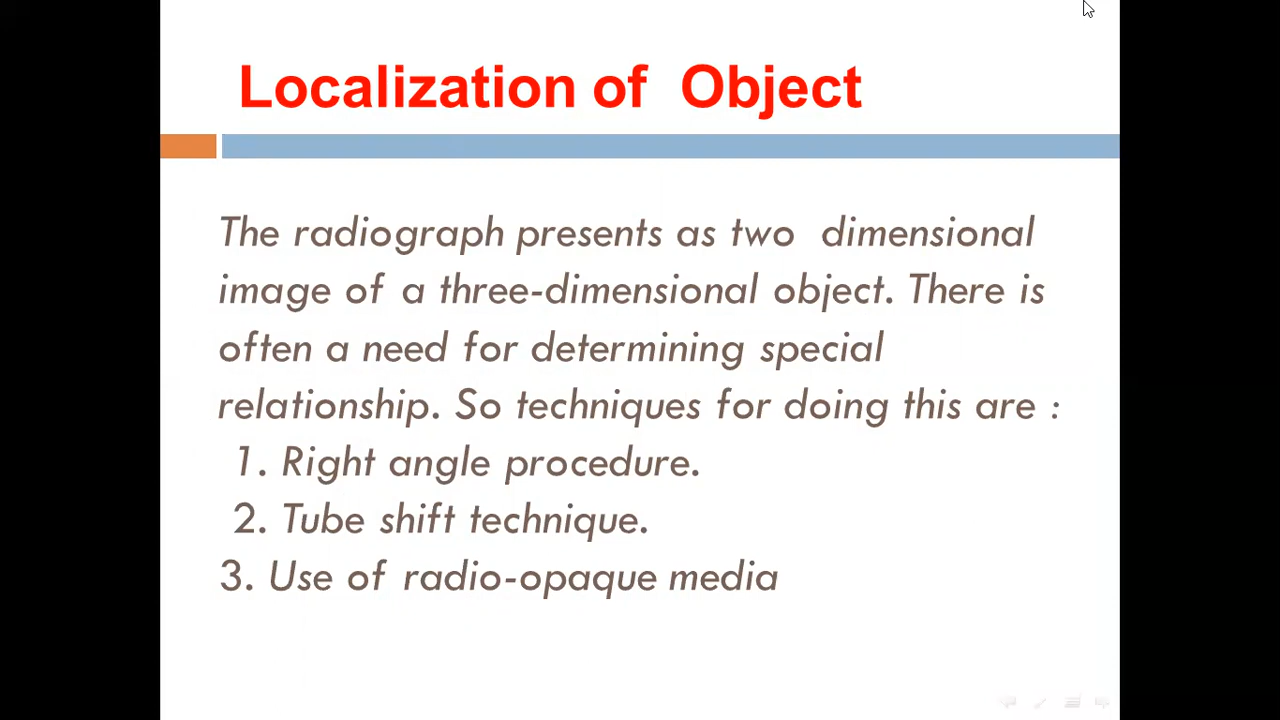 Localization of Object
The radiograph presents as two dimensional
image of a three-dimensional object. There is
often a need for determining special
relationship. So techniques for doing this are :
1. Right angle procedure.
2. Tube shift technique.
3. Use of radio-opaque media